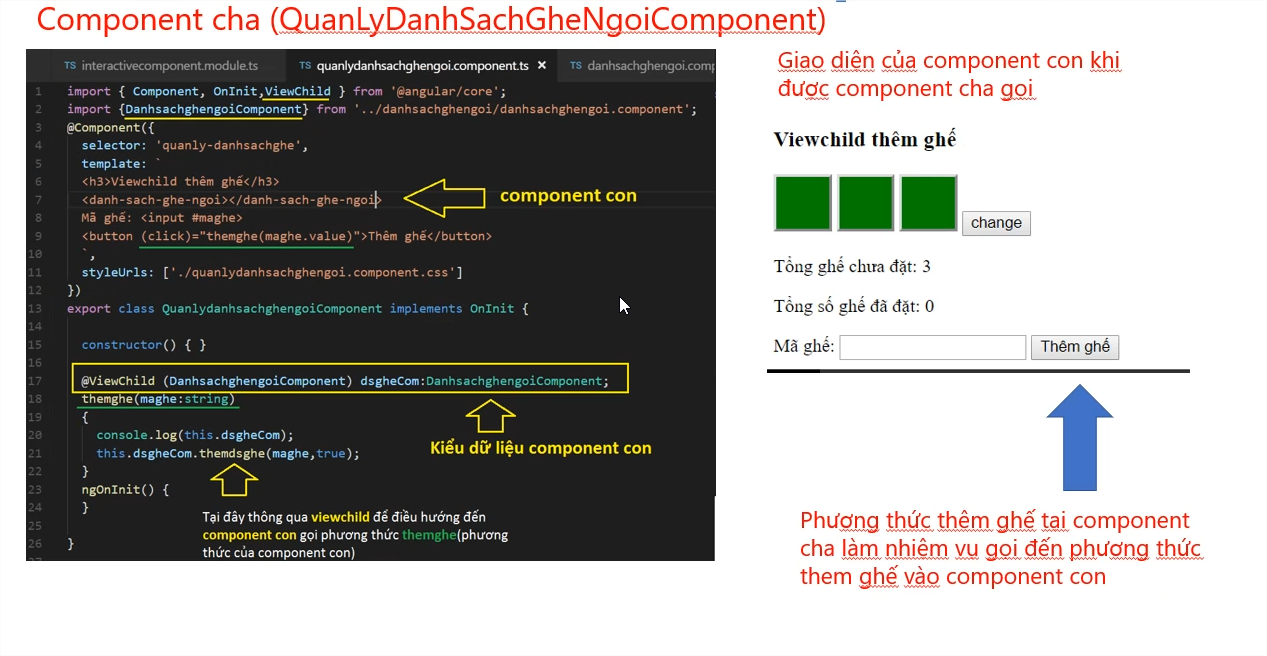 Component cha (QuanLyDanhSachGheNgoiComponent)
TS interactivecomponent.module.ts
TS quanlydanhsachghengoi.component.ts ×
TS danhsachghengoi.comp
1 import { Component, OnInit,ViewChild } from '@angular/core';
2 import {DanhsachghengoiComponent} from '../danhsachghengoi/danhsachghengoi.component';
3 @Component({
4 selector: 'quanly-danhsachghe',
5 template: `
6 <h3>Viewchild thêm ghế</h3>
7 <danh-sach-ghe-ngoi></danh-sach-ghe-ngoi>
component con
8 Mã ghế: <input #maghe>
9 <button (click)="themghe(maghe.value)">Thêm ghế</button>
10 `,
11 styleUrls: ['./quanlydanhsachghengoi.component.css']
12 })
13 export class QuanlydanhsachghengoiComponent implements OnInit {
14
15 constructor() { }
16
17 @ViewChild (DanhsachghengoiComponent) dsgheCom:DanhsachghengoiComponent;
18 themghe(maghe:string)
19 {
20 console.log(this.dsgheCom);
Kiểu dữ liệu component con
21 this.dsgheCom.themdsghe(maghe,true);
22 }
23 ngOnInit() {
24 }
25
26 }
Tại đây thông qua viewchild để điều hướng đến
component con gọi phương thức themghe(phương
thức của component con)
Giao diện của component con khi
được component cha gọi
Viewchild thêm ghế
change
Tổng ghế chưa đặt: 3
Tổng số ghế đã đặt: 0
Mã ghế:
Thêm ghế
Phương thức thêm ghế tại component
cha làm nhiệm vụ gọi đến phương thức
them ghế vào component con